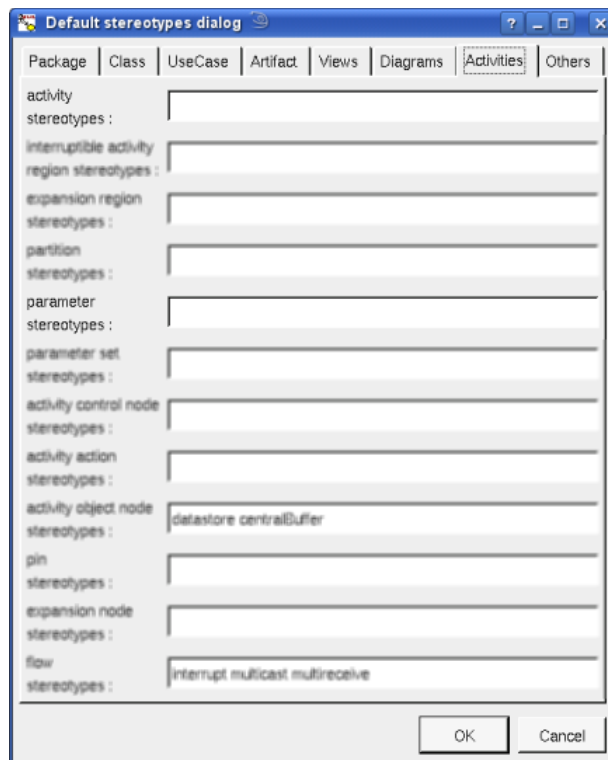 Default stereotypes dialog
Package Class UseCase Artifact Views Diagrams Activities Others
activity
stereotypes :
interruptible activity
region stereotypes :
expansion region
stereotypes :
partition
stereotypes :
parameter
stereotypes :
parameter set
stereotypes :
activity control node
stereotypes :
activity action
stereotypes :
activity object node
stereotypes :
datastore centralBuffer
pin
stereotypes :
expansion node
stereotypes :
flow
stereotypes :
interrupt multicast multireceive
OK Cancel